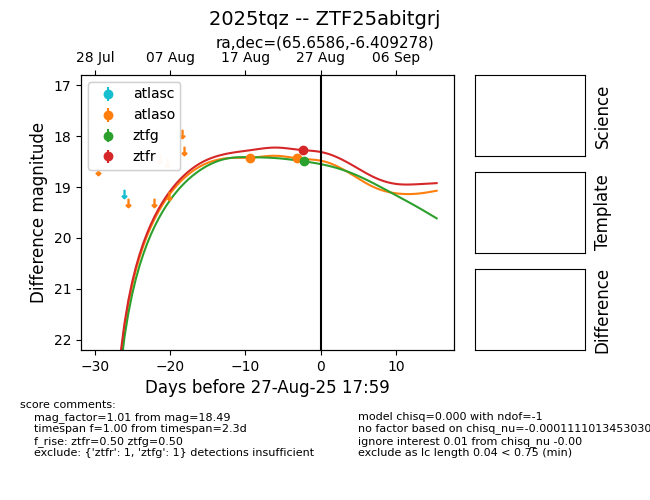 2025tqz -- ZTF25abitgrj
ra,dec=(65.6586,-6.409278)
28 Jul 07 Aug 17 Aug 27 Aug 06 Sep
atlasc
atlaso
ztfg
ztfr
17
18
19
20
21
22
Difference magnitude
−30 −20 −10 0 10
Days before 27-Aug-25 17:59
Science
Template
Difference
score comments:
mag_factor=1.01 from mag=18.49
timespan f=1.00 from timespan=2.3d
f_rise: ztfr=0.50 ztfg=0.50
exclude: {'ztfr': 1, 'ztfg': 1} detections insufficient
model chisq=0.000 with ndof=-1
no factor based on chisq_nu=-0.0001111013453030
ignore interest 0.01 from chisq_nu -0.00
exclude as lc length 0.04 < 0.75 (min)